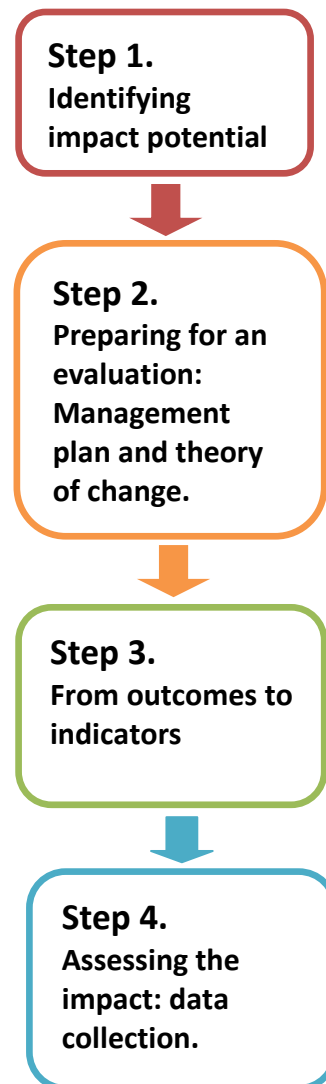 Step 1.
Identifying
impact potential
Step 2.
Preparing for an
evaluation:
Management
plan and theory
of change.
Step 3.
From outcomes to
indicators
Step 4.
Assessing the
impact: data
collection.